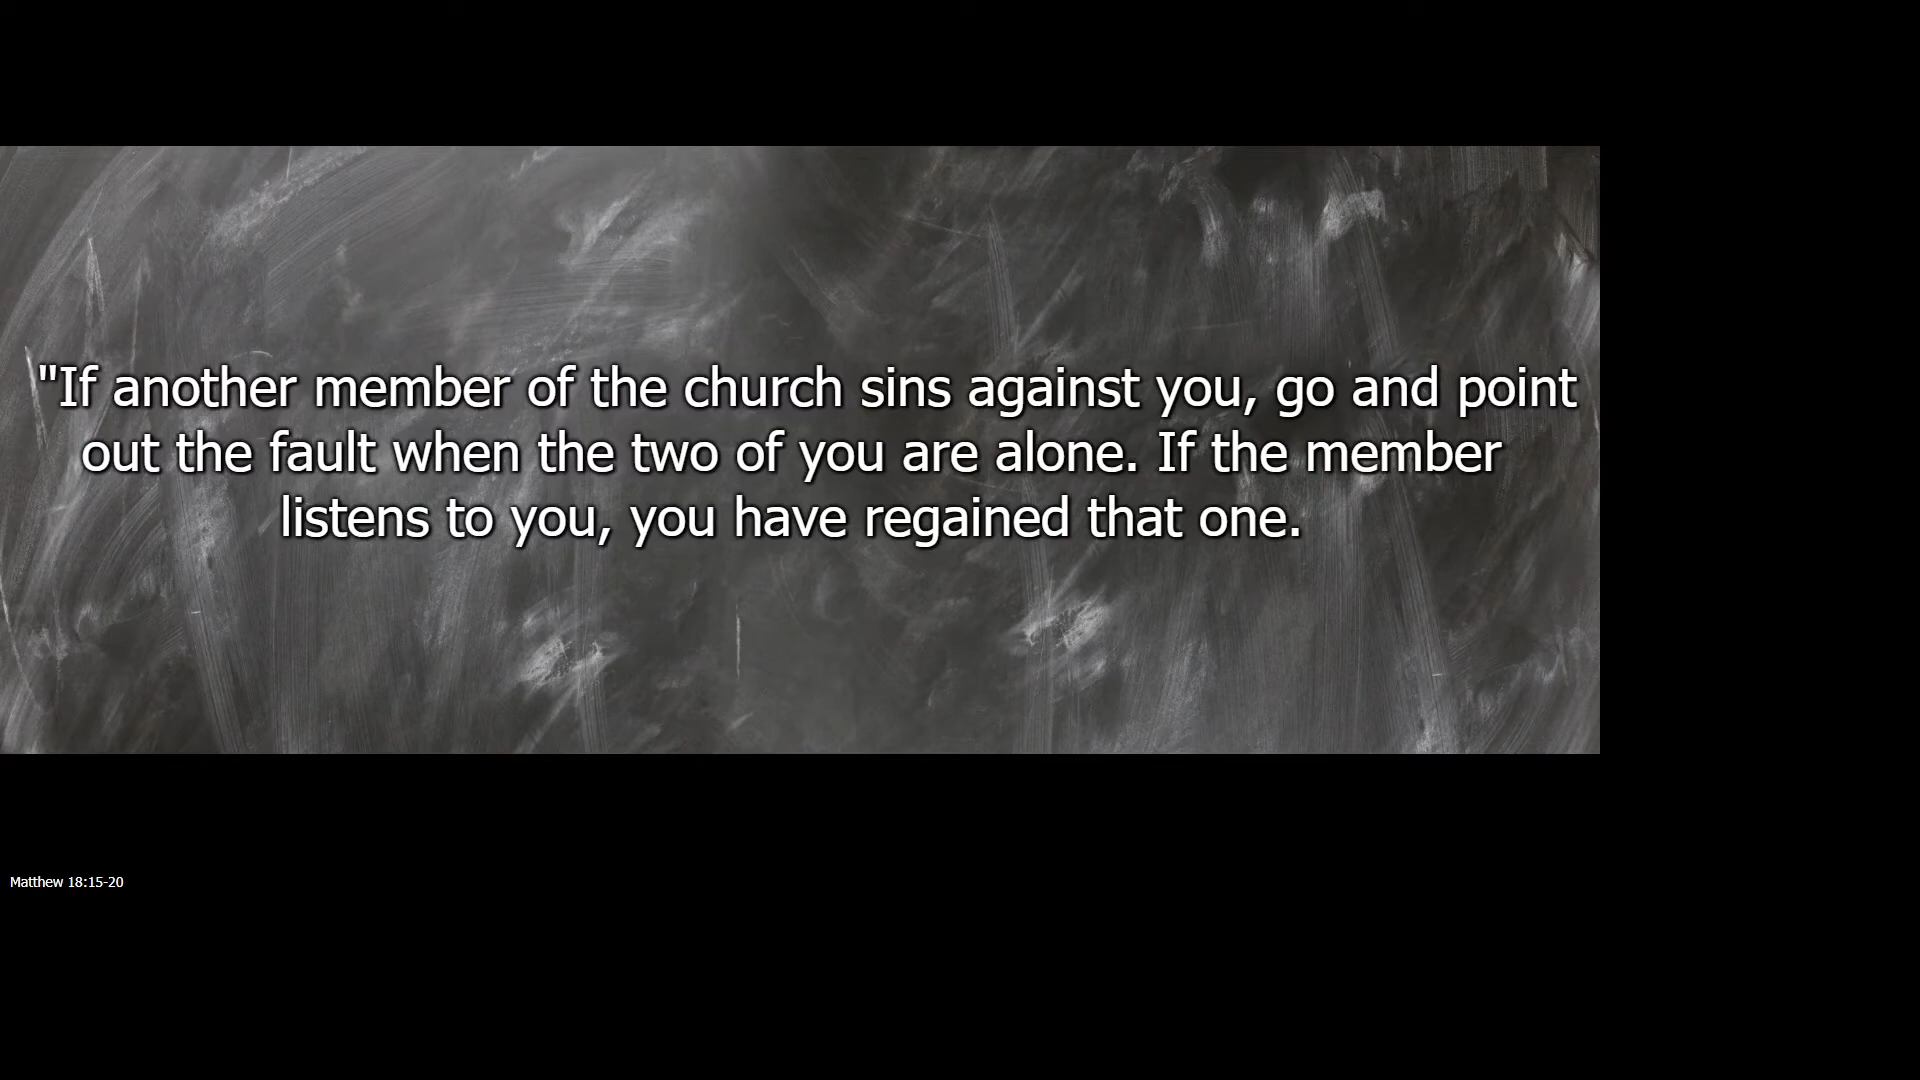 "If another member of the church sins against you, go and point
out the fault when the two of you are alone. If the member
listens to you, you have regained that one.
Matthew 18:15-20